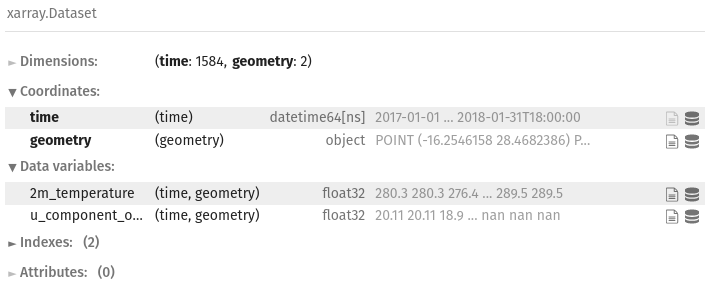 xarray.Dataset
► Dimensions: (time: 1584, geometry: 2)
▼ Coordinates:
time (time) datetime64[ns] 2017-01-01 ... 2018-01-31T18:00:00
geometry (geometry) object POINT (-16.2546158 28.4682386) P...
▼ Data variables:
2m_temperature (time, geometry) float32 280.3 280.3 276.4 ... 289.5 289.5
u_component_o... (time, geometry) float32 20.11 20.11 18.9 ... nan nan nan
► Indexes: (2)
► Attributes: (0)